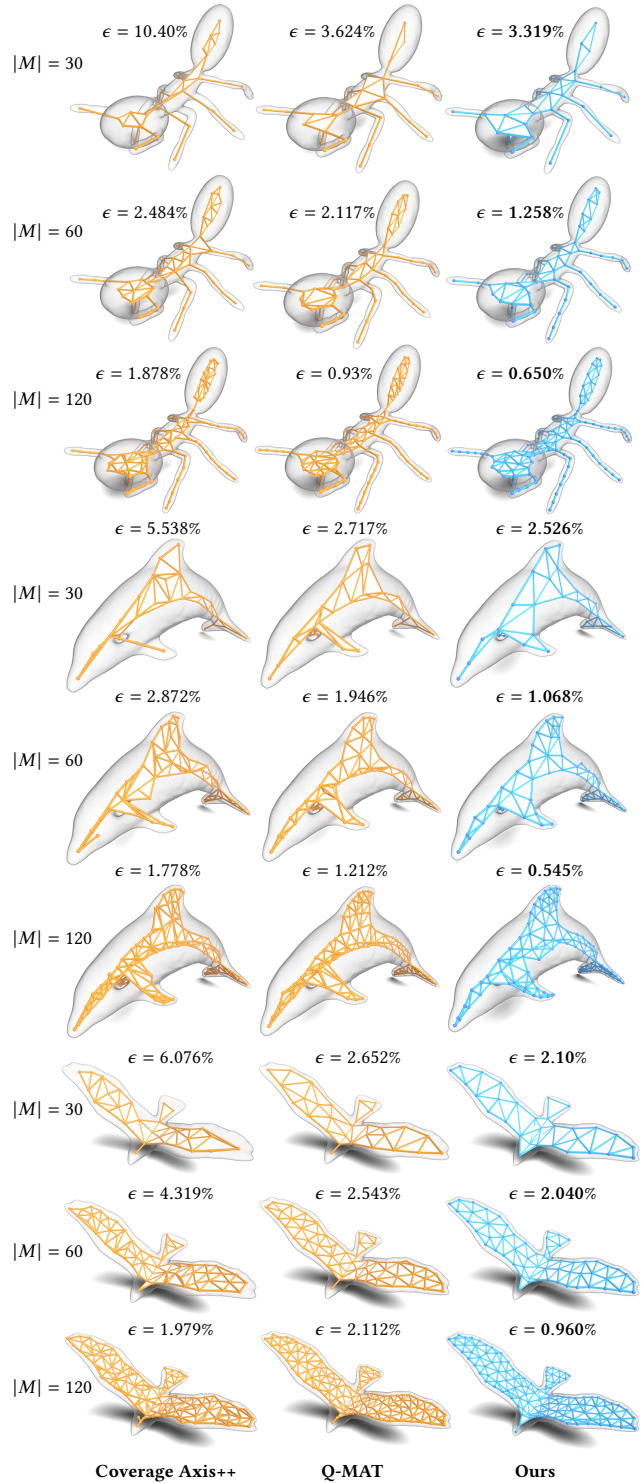 ϵ = 10.40% ϵ = 3.624% ϵ = 3.319%
|M| = 30
ϵ = 2.484% ϵ = 2.117% ϵ = 1.258%
|M| = 60
ϵ = 1.878% ϵ = 0.93% ϵ = 0.650%
|M| = 120
ϵ = 5.538% ϵ = 2.717% ϵ = 2.526%
|M| = 30
ϵ = 2.872% ϵ = 1.946% ϵ = 1.068%
|M| = 60
ϵ = 1.778% ϵ = 1.212% ϵ = 0.545%
|M| = 120
ϵ = 6.076% ϵ = 2.652% ϵ = 2.10%
|M| = 30
ϵ = 4.319% ϵ = 2.543% ϵ = 2.040%
|M| = 60
ϵ = 1.979% ϵ = 2.112% ϵ = 0.960%
|M| = 120
Coverage Axis++ Q-MAT Ours